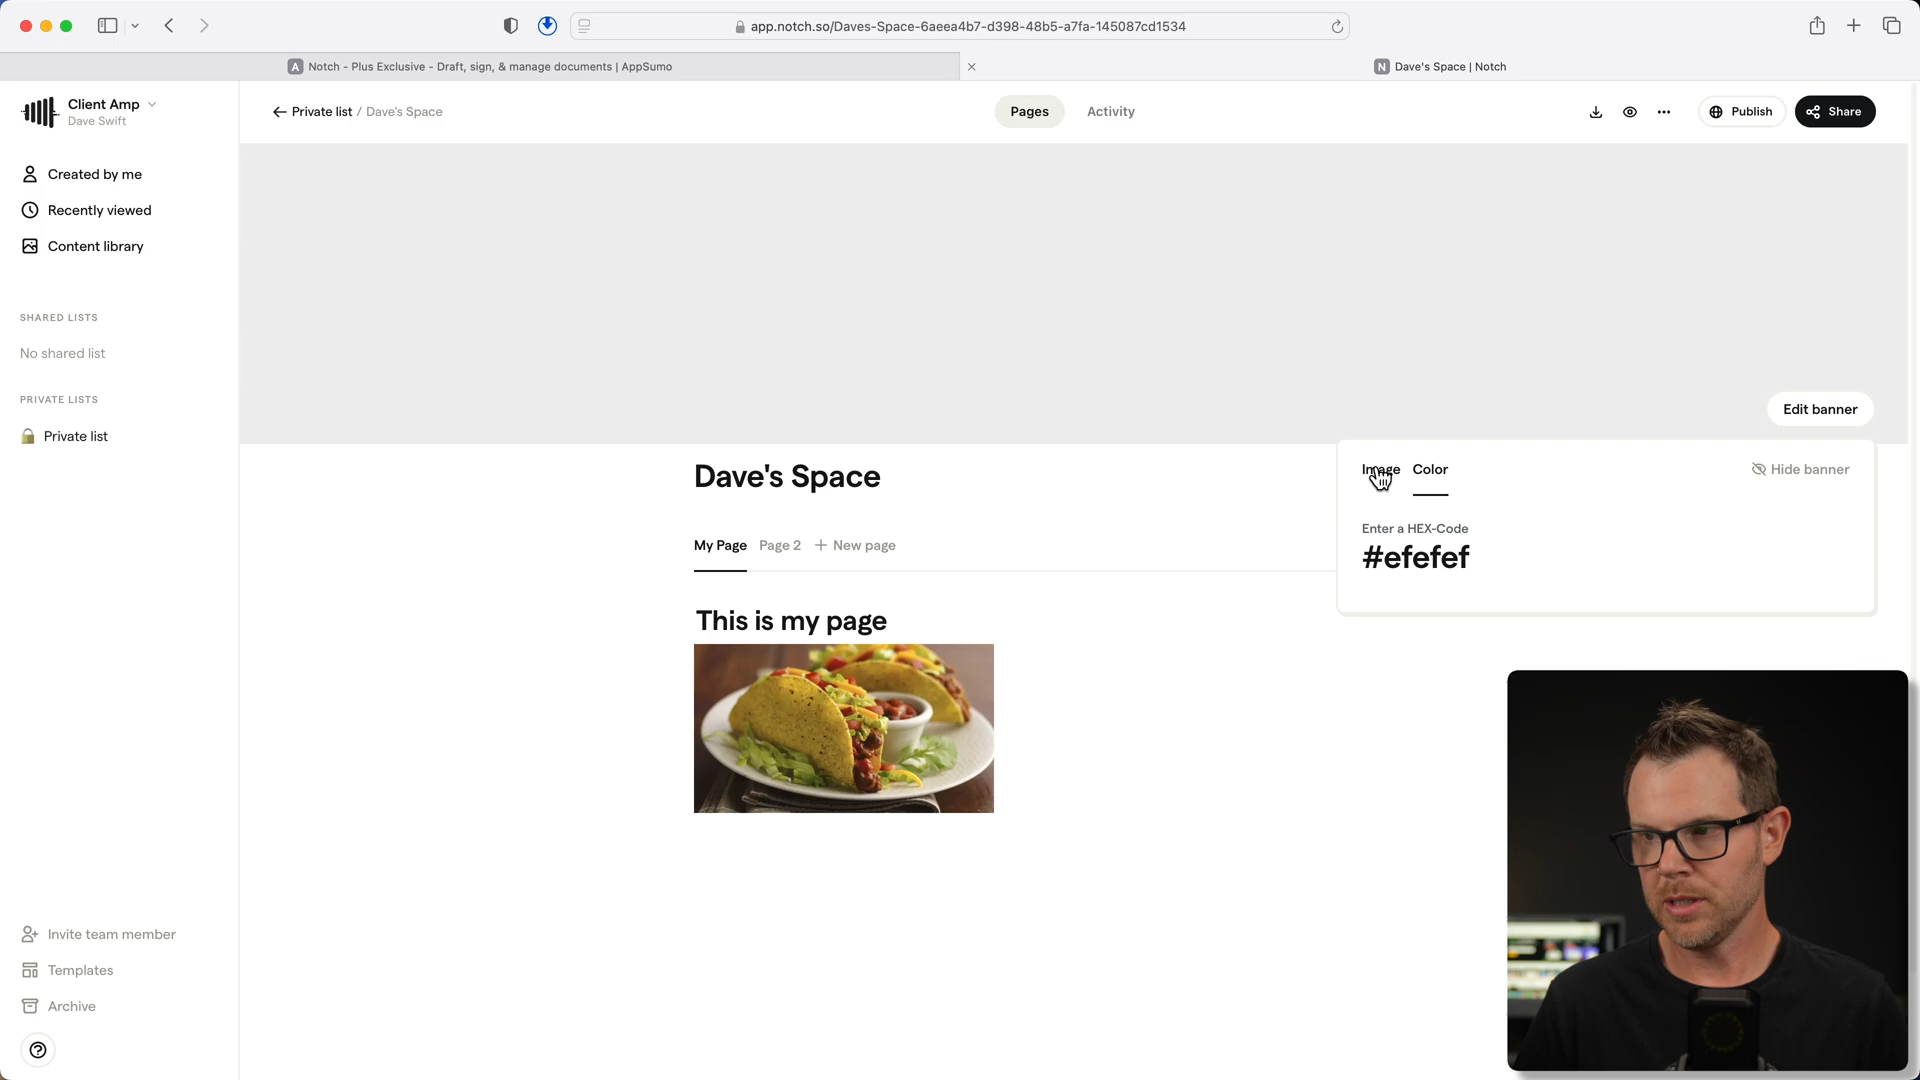 app.notch.so/Daves-Space-6aeea4b7-d398-48b5-a7fa-145087cd1534
A Notch - Plus Exclusive - Draft, sign, & manage documents | AppSumo
N Dave's Space | Notch
Client Amp
Dave Swift
Private list / Dave's Space
Pages
Activity
Publish
Share
Created by me
Recently viewed
Content library
SHARED LISTS
No shared list
PRIVATE LISTS
Private list
Edit banner
Image
Color
Hide banner
Enter a HEX-Code
#efefef
Dave's Space
My Page
Page 2
New page
This is my page
Invite team member
Templates
Archive